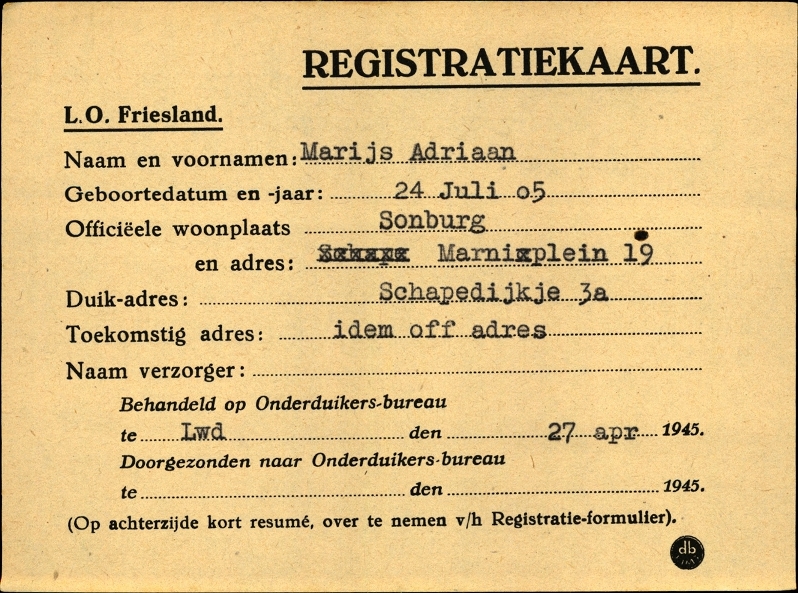 REGISTRATIEKAART.
L.O. Friesland.
Naam en voornamen: Marijs Adriaan
Geboortedatum en -jaar: 24 Juli o5
Officiëele woonplaats Sonburg
en adres: Marnixplein 19
Duik-adres: Schapedijkje 3a
Toekomstig adres: idem off adres
Naam verzorger:
Behandeld op Onderduikers-bureau
te Lwd den 27 apr 1945.
Doorgezonden naar Onderduikers-bureau
te den 1945.
(Op achterzijde kort resumé, over te nemen v/h Registratie-formulier).
db